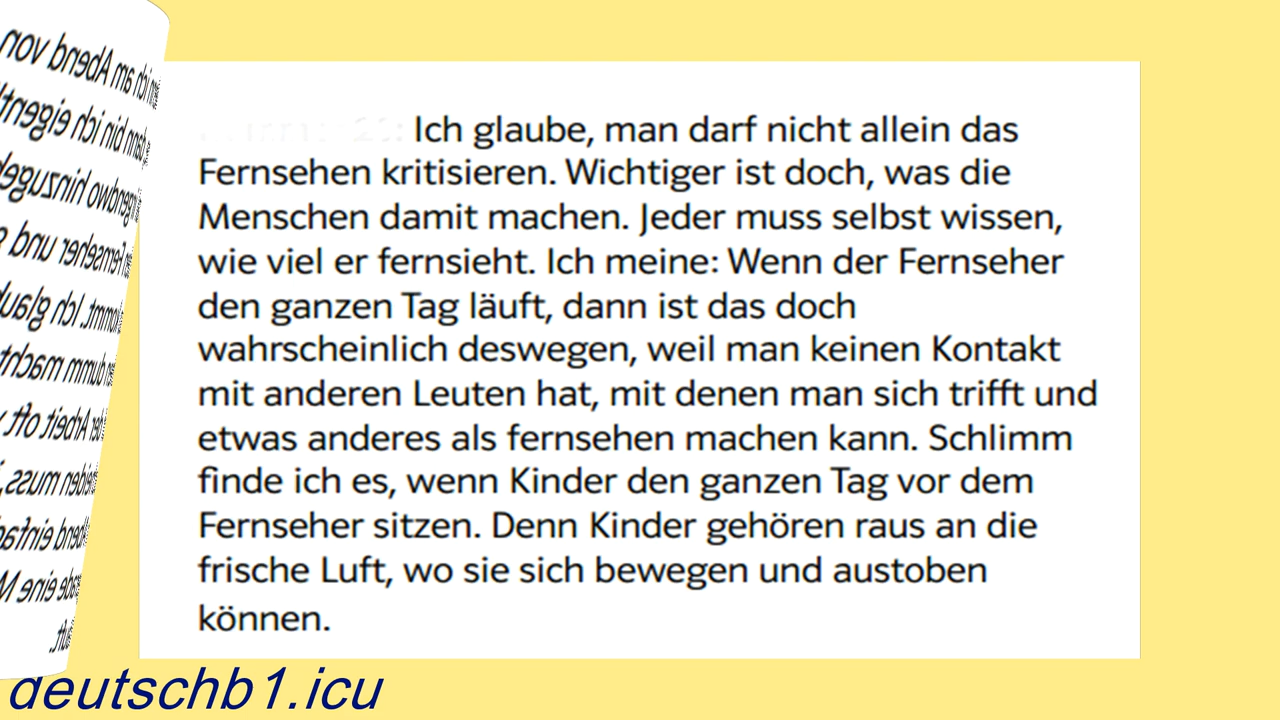 Ich glaube, man darf nicht allein das
Fernsehen kritisieren. Wichtiger ist doch, was die
Menschen damit machen. Jeder muss selbst wissen,
wie viel er fernsieht. Ich meine: Wenn der Fernseher
den ganzen Tag läuft, dann ist das doch
wahrscheinlich deswegen, weil man keinen Kontakt
mit anderen Leuten hat, mit denen man sich trifft und
etwas anderes als fernsehen machen kann. Schlimm
finde ich es, wenn Kinder den ganzen Tag vor dem
Fernseher sitzen. Denn Kinder gehören raus an die
frische Luft, wo sie sich bewegen und austoben
können.
deutschb1.icu